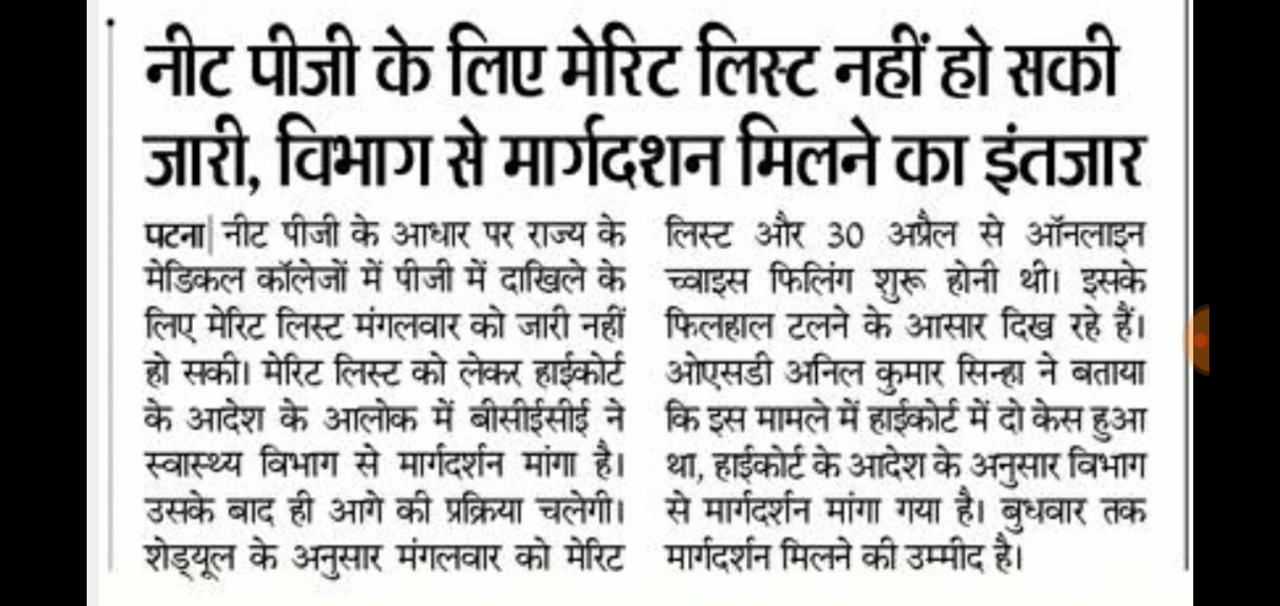 नीट पीजी के लिए मेरिट लिस्ट नहीं हो सकी
जारी, विभाग से मार्गदशन मिलने का इंतजार
पटना| नीट पीजी के आधार पर राज्य के
मेडिकल कॉलेजों में पीजी में दाखिले के
लिए मेरिट लिस्ट मंगलवार को जारी नहीं
हो सकी। मेरिट लिस्ट को लेकर हाईकोर्ट
के आदेश के आलोक में बीसीईसीई ने
स्वास्थ्य विभाग से मार्गदर्शन मांगा है।
उसके बाद ही आगे की प्रक्रिया चलेगी।
शेड्यूल के अनुसार मंगलवार को मेरिट
लिस्ट और 30 अप्रैल से ऑनलाइन
च्वाइस फिलिंग शुरू होनी थी। इसके
फिलहाल टलने के आसार दिख रहे हैं।
ओएसडी अनिल कुमार सिन्हा ने बताया
कि इस मामले में हाईकोर्ट में दो केस हुआ
था, हाईकोर्ट के आदेश के अनुसार विभाग
से मार्गदर्शन मांगा गया है। बुधवार तक
मार्गदर्शन मिलने की उम्मीद है।